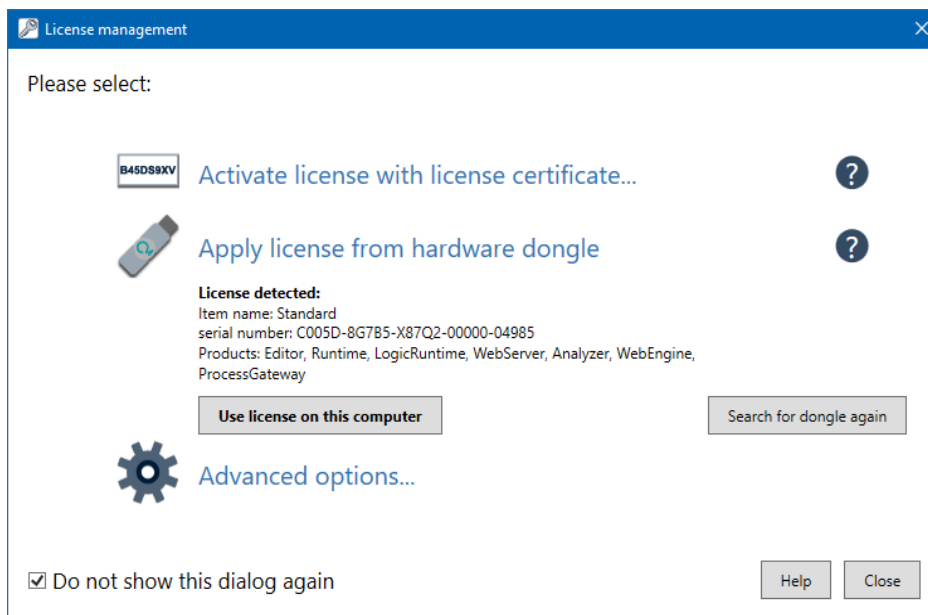 License management
Please select:
B45DS9XV
Activate license with license certificate...
?
Apply license from hardware dongle
?
License detected:
Item name: Standard
serial number: C005D-8G7B5-X87Q2-00000-04985
Products: Editor, Runtime, LogicRuntime, WebServer, Analyzer, WebEngine,
ProcessGateway
Use license on this computer
Search for dongle again
Advanced options...
Do not show this dialog again
Help
Close